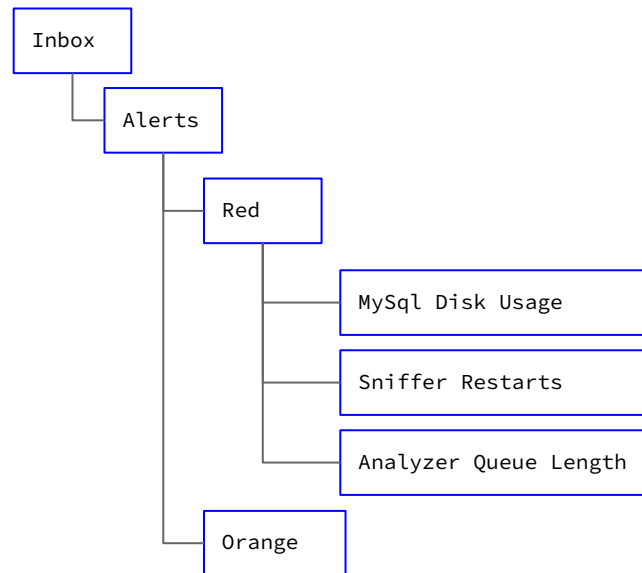 Inbox
Alerts
Red
MySql Disk Usage
Sniffer Restarts
Analyzer Queue Length
Orange